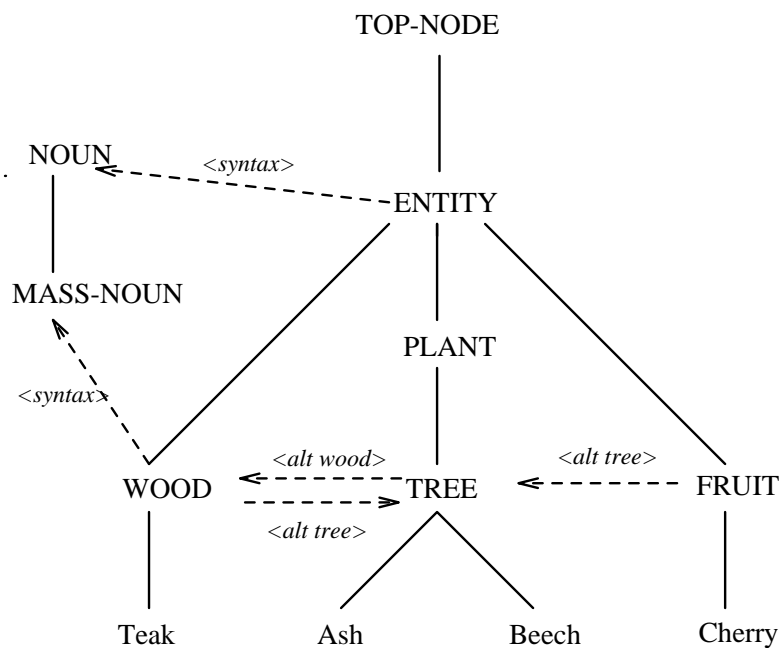 TOP-NODE
NOUN
<syntax>
ENTITY
MASS-NOUN
PLANT
<syntax>
<alt wood>
<alt tree>
WOOD
TREE
FRUIT
<alt tree>
Teak
Ash
Beech
Cherry